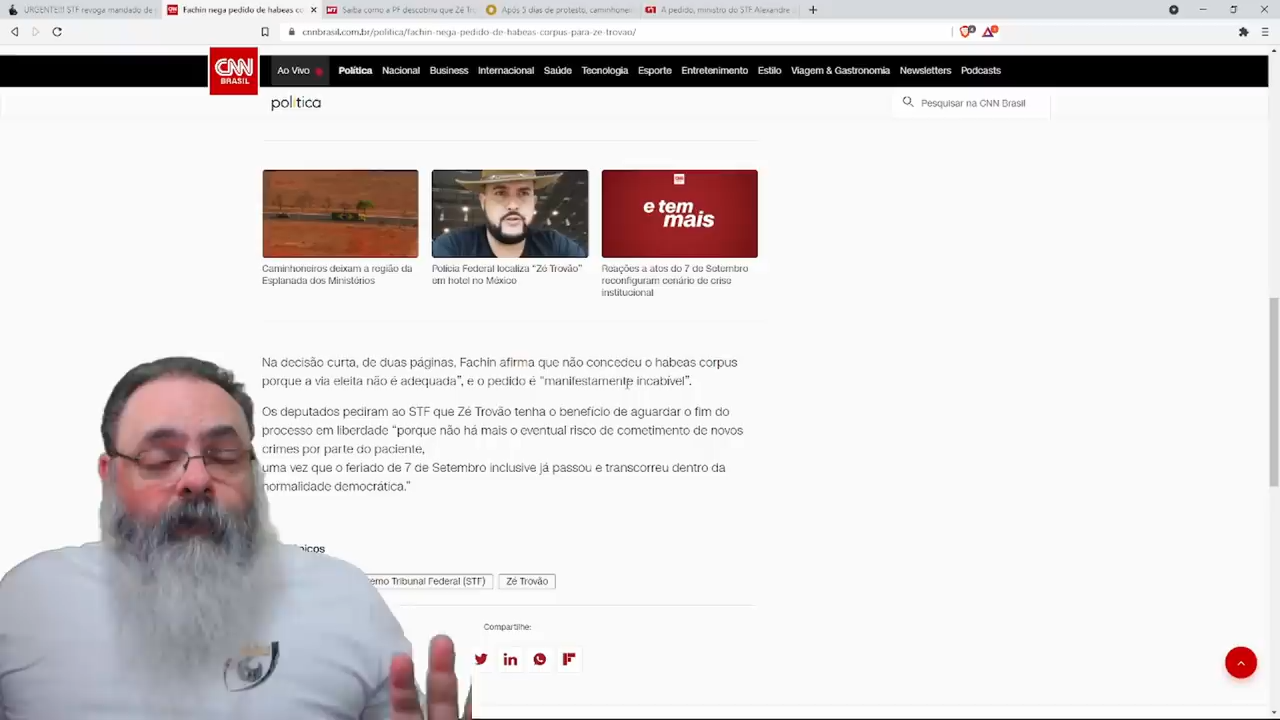 URGENTE!!! STF revoga mandado de p
Fachin nega pedido de habeas co
Saiba como a PF descobriu que Zé Tro
Após 3 dias de protesto, caminhonei
A pedido, ministro do STF Alexandre d
cnnbrasil.com.br/politica/fachin-nega-pedido-de-habeas-corpus-para-ze-trovao/
CNN BRASIL
Ao Vivo
Política
Nacional
Business
Internacional
Saúde
Tecnologia
Esporte
Entretenimento
Estilo
Viagem & Gastronomia
Newsletters
Podcasts
política
Pesquisar na CNN Brasil
e tem
mais
Caminhoneiros deixam a região da
Esplanada dos Ministérios
Polícia Federal localiza “Zé Trovão”
em hotel no México
Reações a atos do 7 de Setembro
reconfiguram cenário de crise
institucional
Na decisão curta, de duas páginas, Fachin afirma que não concedeu o habeas corpus
porque a via eleita não é adequada”, e o pedido é “manifestamente incabível”.
Os deputados pediram ao STF que Zé Trovão tenha o benefício de aguardar o fim do
processo em liberdade “porque não há mais o eventual risco de cometimento de novos
crimes por parte do paciente,
uma vez que o feriado de 7 de Setembro inclusive já passou e transcorreu dentro da
normalidade democrática.”
picos
emo Tribunal Federal (STF)
Zé Trovão
Compartilhe: